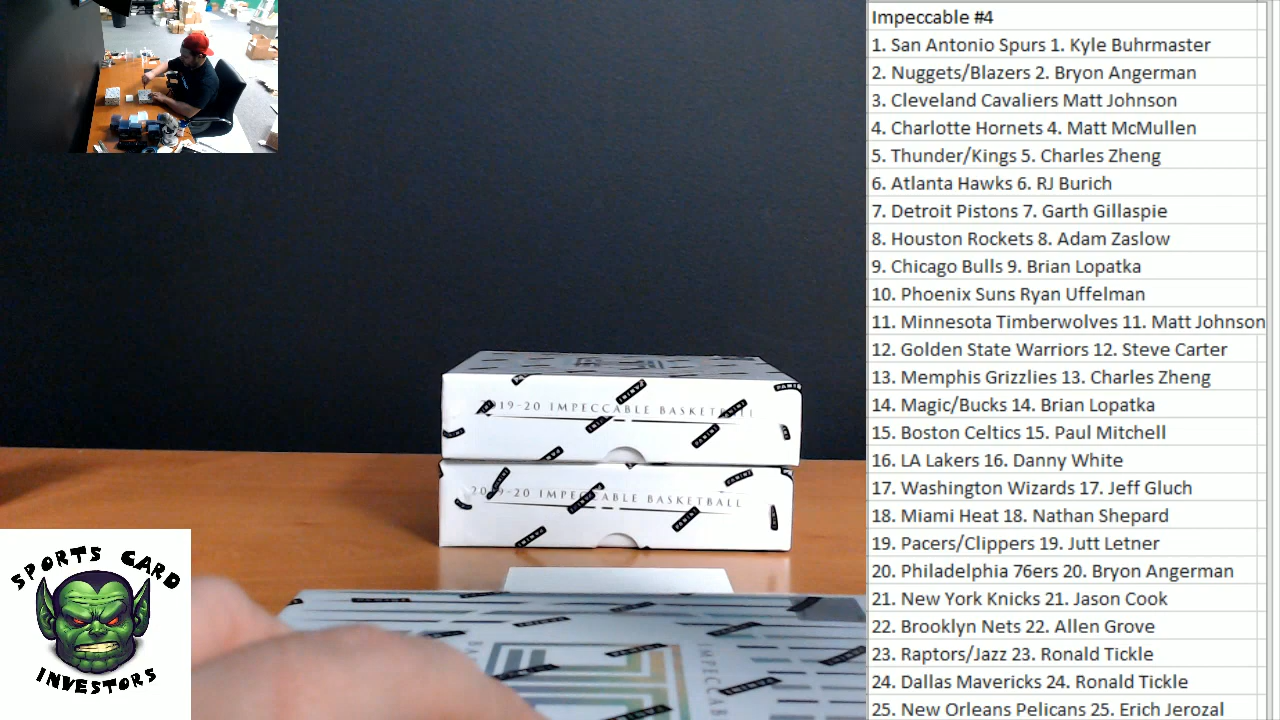 Impeccable #4
1. San Antonio Spurs 1. Kyle Buhrmaster
2. Nuggets/Blazers 2. Bryon Angerman
3. Cleveland Cavaliers Matt Johnson
4. Charlotte Hornets 4. Matt McMullen
5. Thunder/Kings 5. Charles Zheng
6. Atlanta Hawks 6. RJ Burich
7. Detroit Pistons 7. Garth Gillaspie
8. Houston Rockets 8. Adam Zaslow
9. Chicago Bulls 9. Brian Lopatka
10. Phoenix Suns Ryan Uffelman
11. Minnesota Timberwolves 11. Matt Johnson
12. Golden State Warriors 12. Steve Carter
13. Memphis Grizzlies 13. Charles Zheng
14. Magic/Bucks 14. Brian Lopatka
15. Boston Celtics 15. Paul Mitchell
16. LA Lakers 16. Danny White
17. Washington Wizards 17. Jeff Gluch
18. Miami Heat 18. Nathan Shepard
19. Pacers/Clippers 19. Jutt Letner
20. Philadelphia 76ers 20. Bryon Angerman
21. New York Knicks 21. Jason Cook
22. Brooklyn Nets 22. Allen Grove
23. Raptors/Jazz 23. Ronald Tickle
24. Dallas Mavericks 24. Ronald Tickle
25. New Orleans Pelicans 25. Erich Jerozal
2019-20 IMPECCABLE BASKETBALL
2019-20 IMPECCABLE BASKETBALL
PANINI
SPORTS CARD
INVESTORS